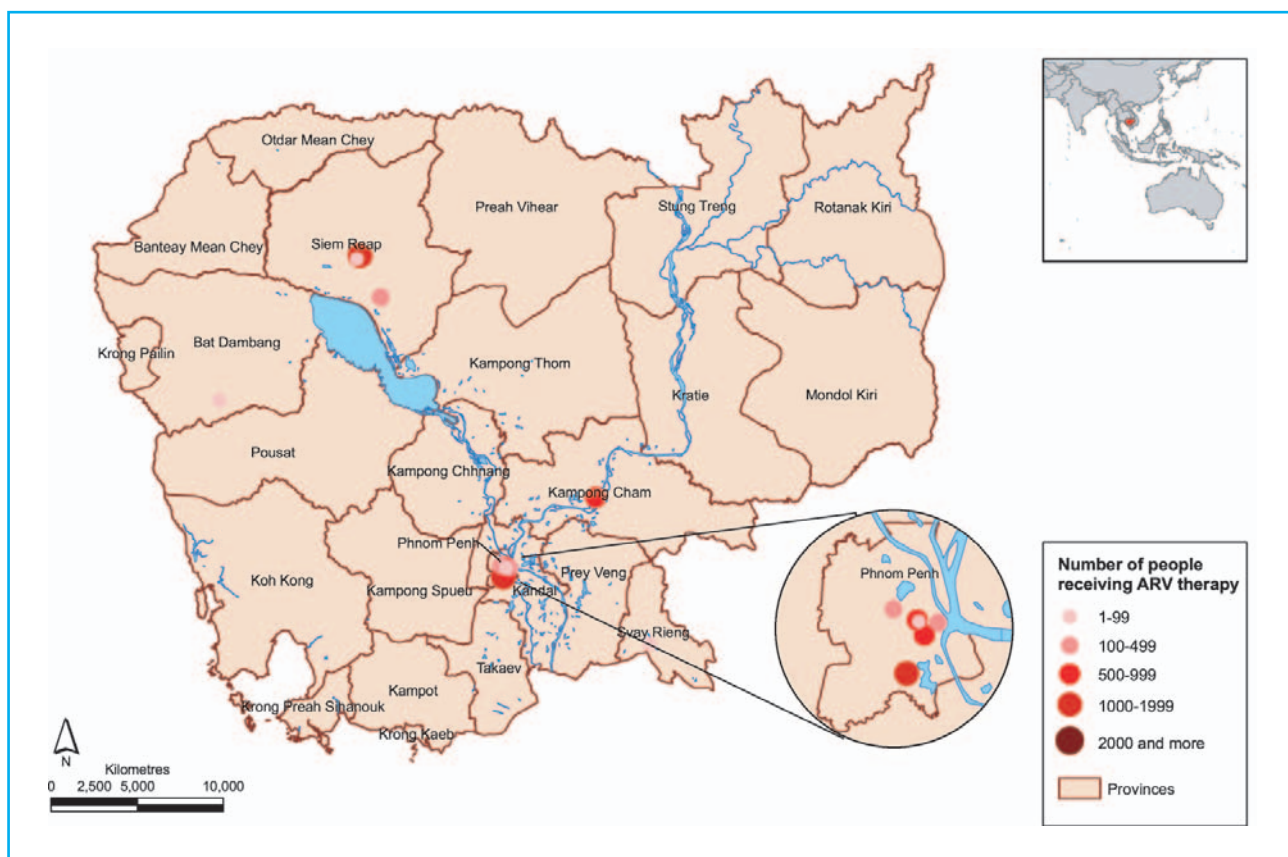 Otdar Mean Chey
Preah Vihear
Stung Treng
Rotanak Kiri
Banteay Mean Chey
Siem Reap
Krong Pailin
Bat Dambang
Kampong Thom
Kratie
Mondol Kiri
Pousat
Kampong Chhnang
Kampong Cham
Phnom Penh
Koh Kong
Kampong Spueu
Kandal
Prey Veng
Svay Rieng
Takaev
Kampot
Krong Preah Sihanouk
Krong Kaeb
Phnom Penh
N
Kilometres
0 2,500 5,000 10,000
Number of people
receiving ARV therapy
1-99
100-499
500-999
1000-1999
2000 and more
Provinces